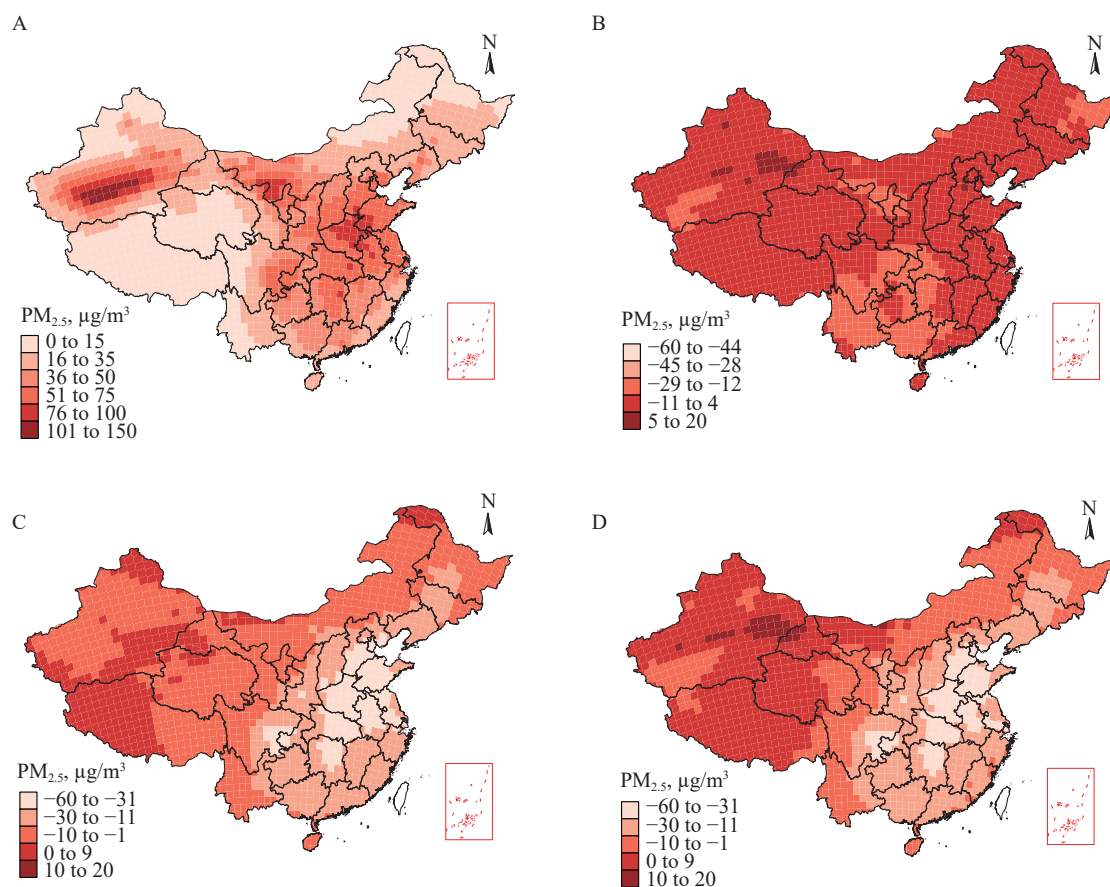 A
N
PM₂.₅, µg/m³
0 to 15
16 to 35
36 to 50
51 to 75
76 to 100
101 to 150
B
N
PM₂.₅, µg/m³
−60 to −44
−45 to −28
−29 to −12
−11 to 4
5 to 20
C
N
PM₂.₅, µg/m³
−60 to −31
−30 to −11
−10 to −1
0 to 9
10 to 20
D
N
PM₂.₅, µg/m³
−60 to −31
−30 to −11
−10 to −1
0 to 9
10 to 20